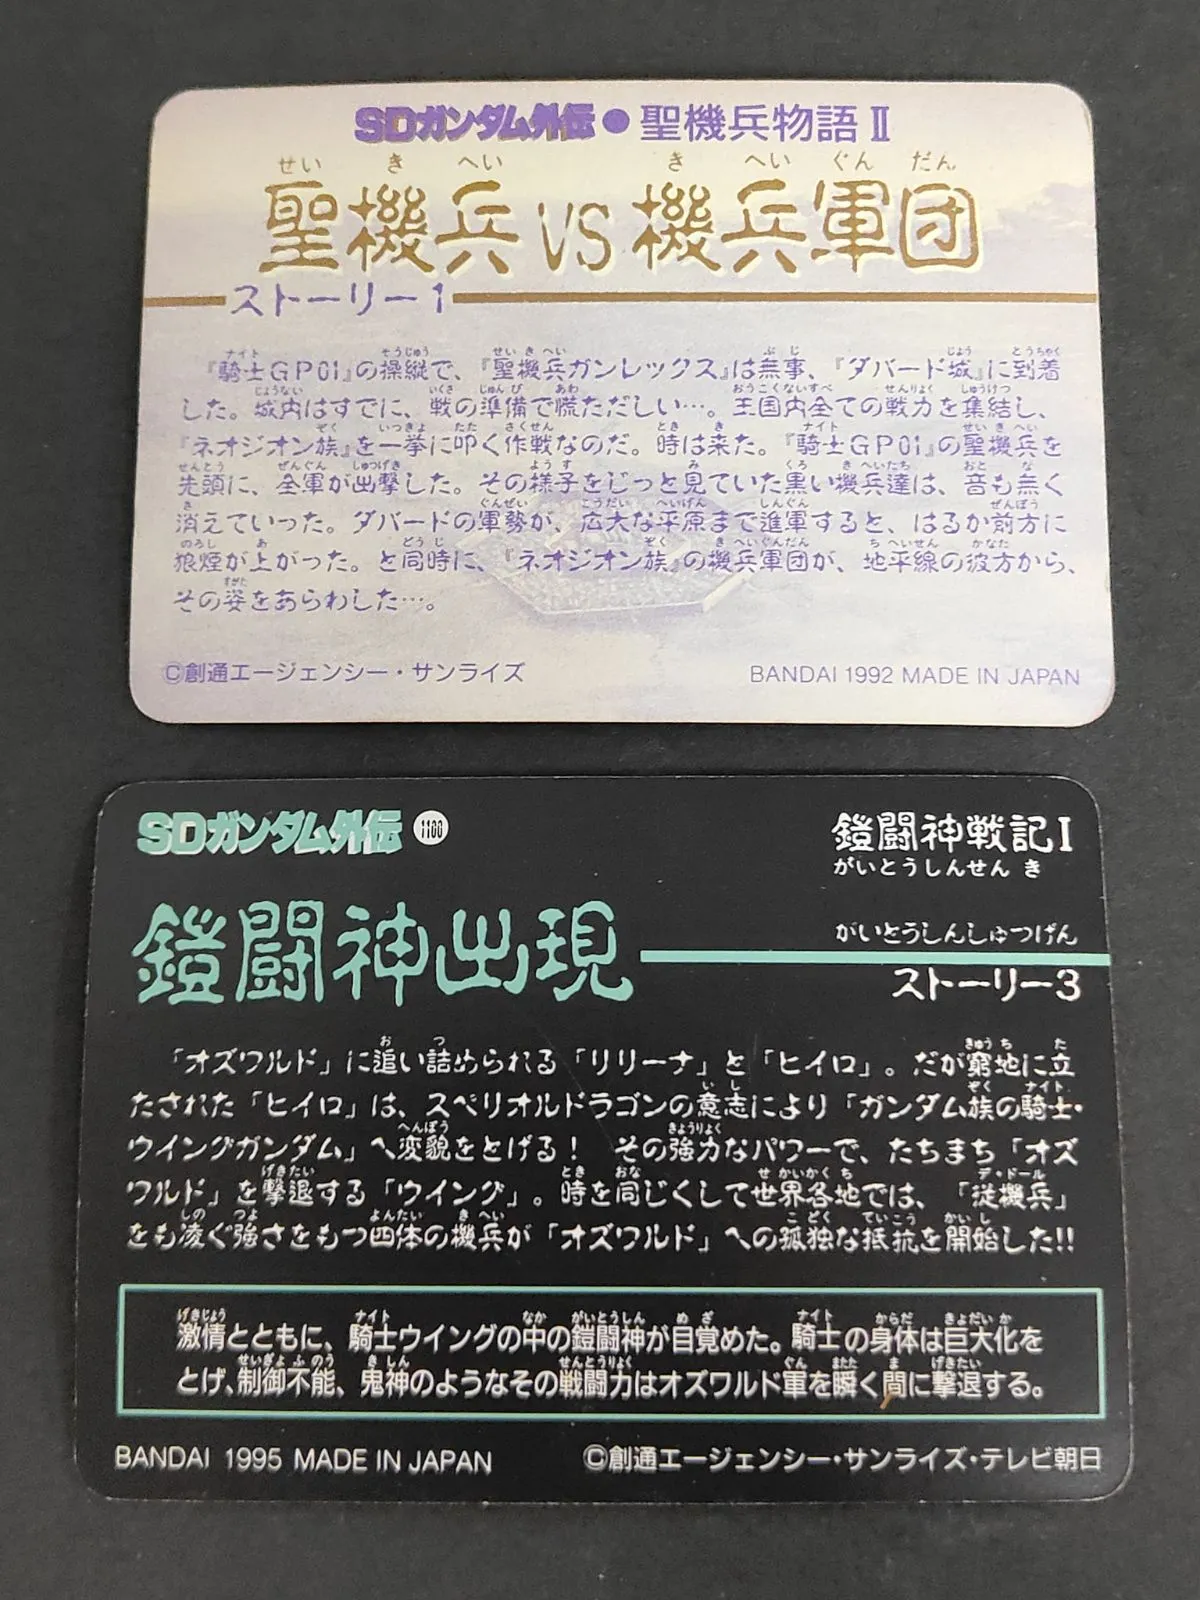 SDガンダム外伝●聖機兵物語Ⅱ
せい き へい き へい ぐん だん
聖機兵VS機兵軍団
ストーリー1
『騎士GP01』の操縦で、『聖機兵ガンレックス』は無事、『ダバード城』に到着
した。城内はすでに、戦の準備で慌ただしい…。王国内全ての戦力を集結し、
『ネオジオン族』を一挙に叩く作戦なのだ。時は来た。『騎士GP01』の聖機兵を
先頭に、全軍が出撃した。その様子をじっと見ていた黒い機兵達は、音も無く
消えていった。ダバードの軍勢が、広大な平原まで進軍すると、はるか前方に
狼煙が上がった。と同時に、『ネオジオン族』の機兵軍団が、地平線の彼方から、
その姿をあらわした…。
©創通エージェンシー・サンライズ
BANDAI 1992 MADE IN JAPAN
SDガンダム外伝
鎧闘神戦記Ⅰ
がいとうしんせんき
鎧闘神出現
がいとうしんしゅつげん
ストーリー3
「オズワルド」に追い詰められる「リリーナ」と「ヒイロ」。だが窮地に立
たされた「ヒイロ」は、スペリオルドラゴンの意志により「ガンダム族の騎士・
ウイングガンダム」へ変貌をとげる！ その強力なパワーで、たちまち「オズ
ワルド」を撃退する「ウイング」。時を同じくして世界各地では、「従機兵」
をも凌ぐ強さをもつ四体の機兵が「オズワルド」への孤独な抵抗を開始した!!
激情とともに、騎士ウイングの中の鎧闘神が目覚めた。騎士の身体は巨大化を
とげ、制御不能、鬼神のようなその戦闘力はオズワルド軍を瞬く間に撃退する。
BANDAI 1995 MADE IN JAPAN
©創通エージェンシー・サンライズ・テレビ朝日